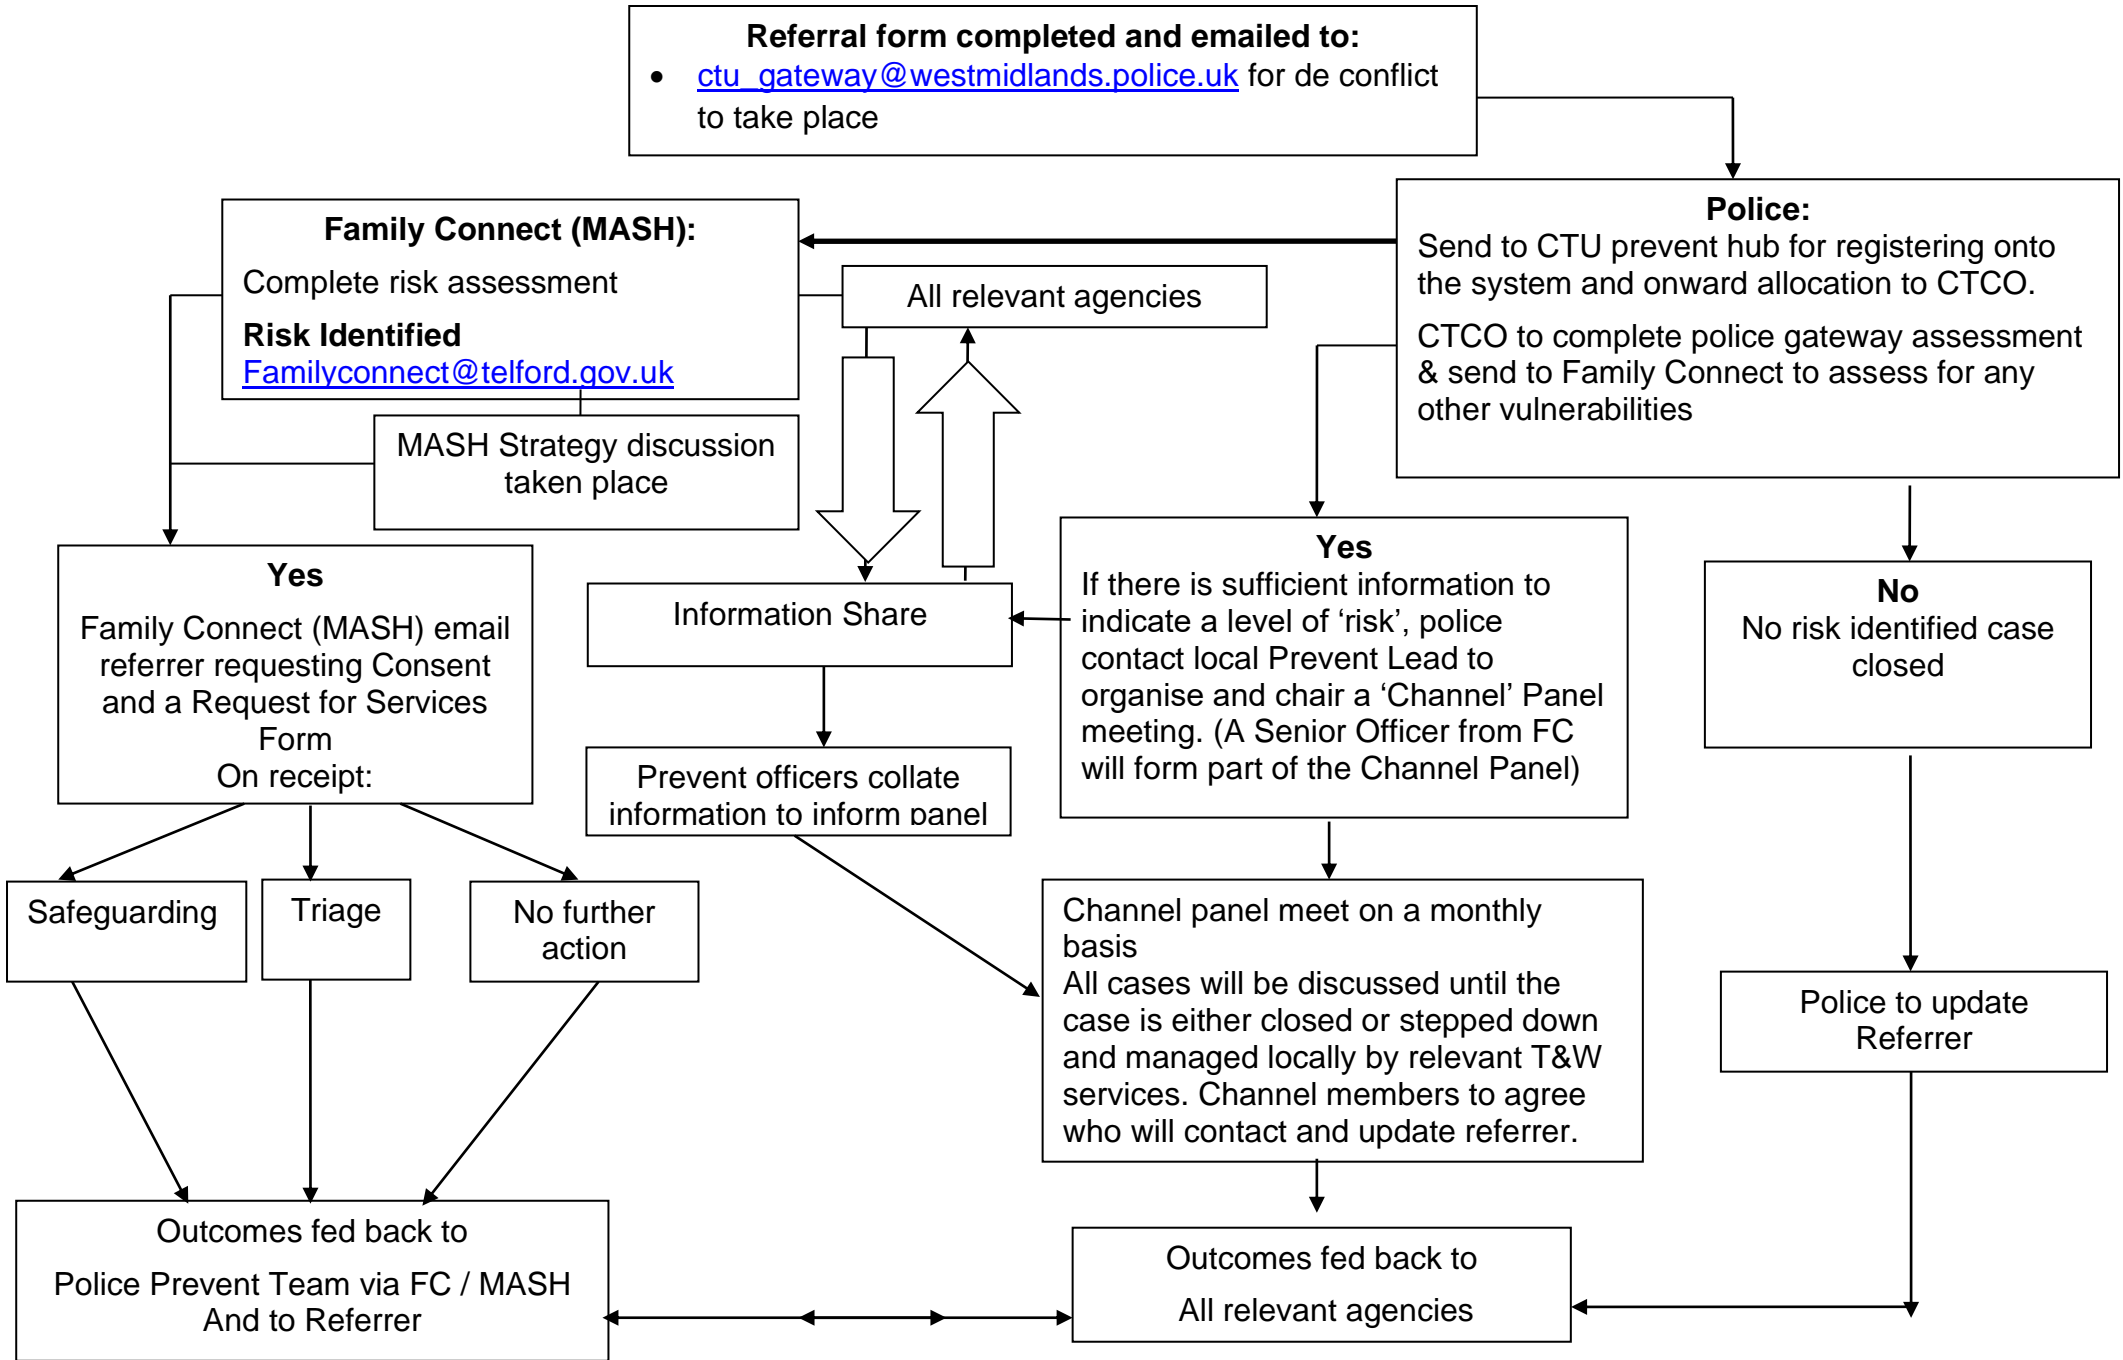 Referral form completed and emailed to:
• ctu_gateway@westmidlands.police.uk for de conflict
to take place
Police:
Send to CTU prevent hub for registering onto
the system and onward allocation to CTCO.
CTCO to complete police gateway assessment
& send to Family Connect to assess for any
other vulnerabilities
Family Connect (MASH):
Complete risk assessment
Risk Identified
Familyconnect@telford.gov.uk
All relevant agencies
MASH Strategy discussion
taken place
Yes
Family Connect (MASH) email
referrer requesting Consent
and a Request for Services
Form
On receipt:
Information Share
Yes
If there is sufficient information to
indicate a level of ‘risk’, police
contact local Prevent Lead to
organise and chair a ‘Channel’ Panel
meeting. (A Senior Officer from FC
will form part of the Channel Panel)
No
No risk identified case
closed
Prevent officers collate
information to inform panel
Safeguarding
Triage
No further
action
Channel panel meet on a monthly
basis
All cases will be discussed until the
case is either closed or stepped down
and managed locally by relevant T&W
services. Channel members to agree
who will contact and update referrer.
Police to update
Referrer
Outcomes fed back to
Police Prevent Team via FC / MASH
And to Referrer
Outcomes fed back to
All relevant agencies